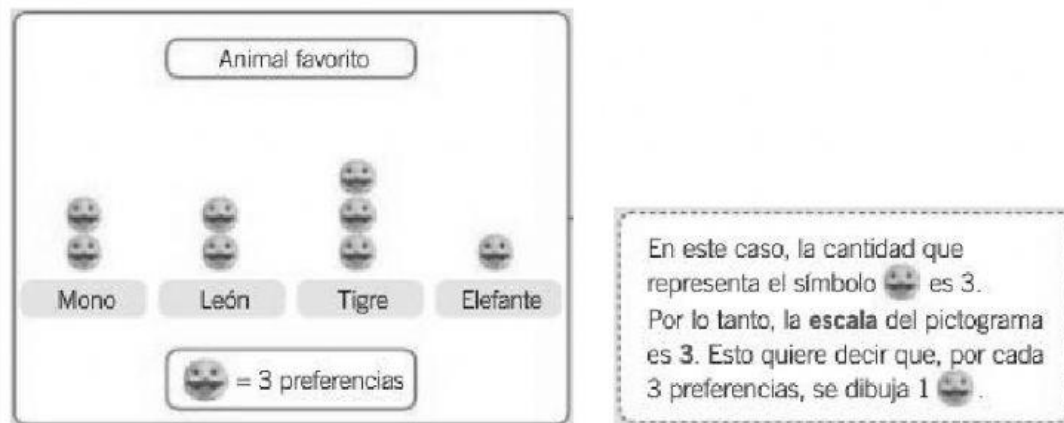 Animal favorito
Mono León Tigre Elefante
= 3 preferencias
En este caso, la cantidad que
representa el símbolo es 3.
Por lo tanto, la escala del pictograma
es 3. Esto quiere decir que, por cada
3 preferencias, se dibuja 1 .